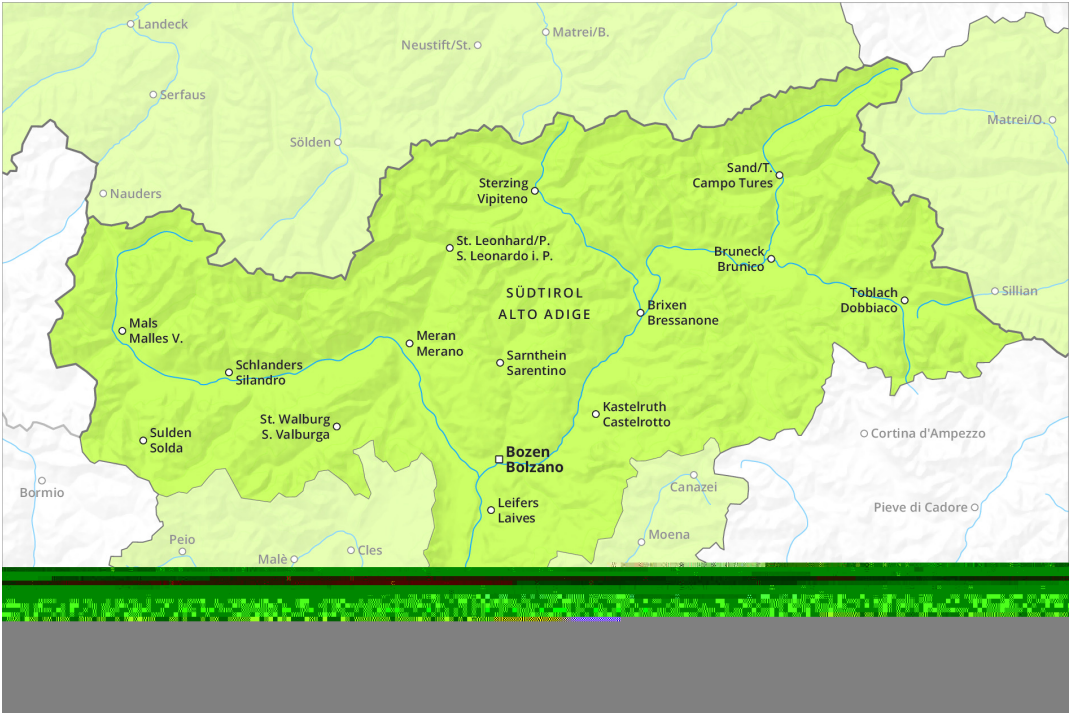 Landeck
Matrei/B.
Neustift/St.
Serfaus
Matrei/O.
Sölden
Sand/T.
Campo Tures
Sterzing
Vipiteno
Nauders
St. Leonhard/P.
S. Leonardo i. P.
Bruneck
Brunico
SÜDTIROL
ALTO ADIGE
Toblach
Dobbiaco
Sillian
Brixen
Bressanone
Mals
Malles V.
Meran
Merano
Sarnthein
Sarentino
Schlanders
Silandro
Kastelruth
Castelrotto
St. Walburg
S. Valburga
Sulden
Solda
Cortina d'Ampezzo
Bozen
Bolzano
Bormio
Canazei
Leifers
Laives
Pieve di Cadore
Moena
Peio
Malè
Cles